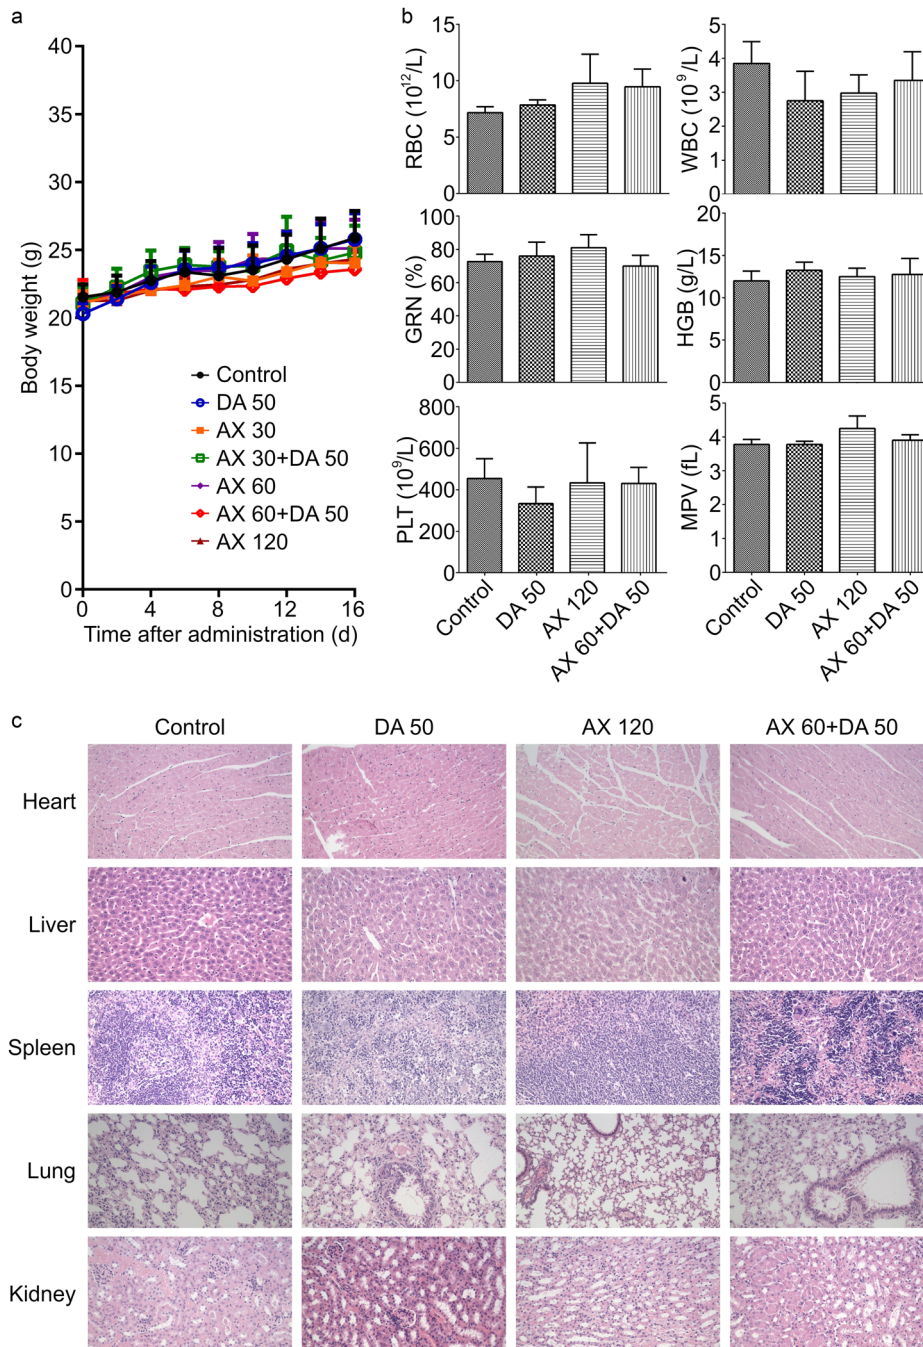 a
40
35
30
25
20
15
10
5
0
Body weight (g)
0 4 8 12 16
Time after administration (d)
Control
DA 50
AX 30
AX 30+DA 50
AX 60
AX 60+DA 50
AX 120
b
15
10
5
0
RBC (10¹²/L)
5
4
3
2
1
0
WBC (10⁹/L)
100
80
60
40
20
0
GRN (%)
20
15
10
5
0
HGB (g/L)
800
600
400
200
0
PLT (10⁹/L)
5
4
3
2
1
0
MPV (fL)
Control
DA 50
AX 120
AX 60+DA 50
Control
DA 50
AX 120
AX 60+DA 50
c
Control DA 50 AX 120 AX 60+DA 50
Heart
Liver
Spleen
Lung
Kidney